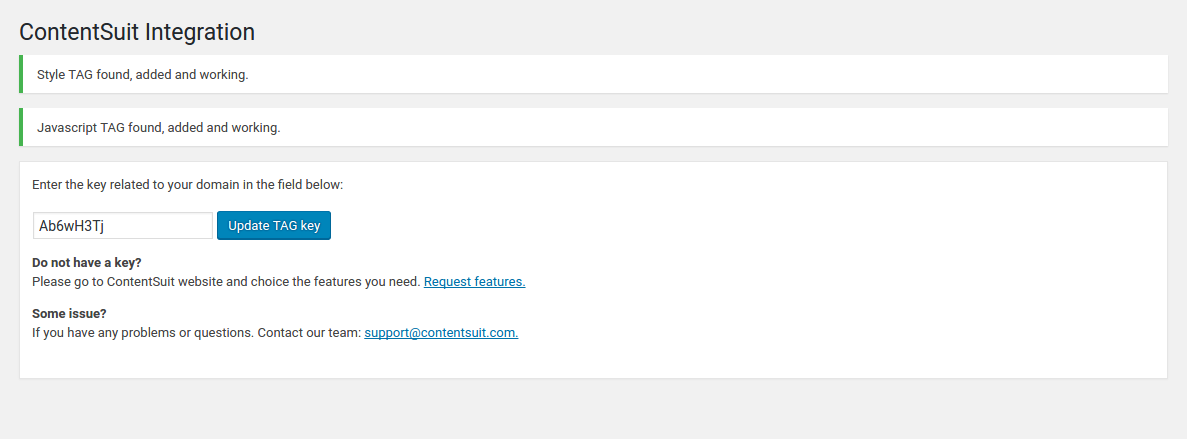 ContentSuit Integration
Style TAG found, added and working.
Javascript TAG found, added and working.
Enter the key related to your domain in the field below:
Ab6wH3Tj Update TAG key
Do not have a key?
Please go to ContentSuit website and choice the features you need. Request features.
Some issue?
If you have any problems or questions. Contact our team: support@contentsuit.com.